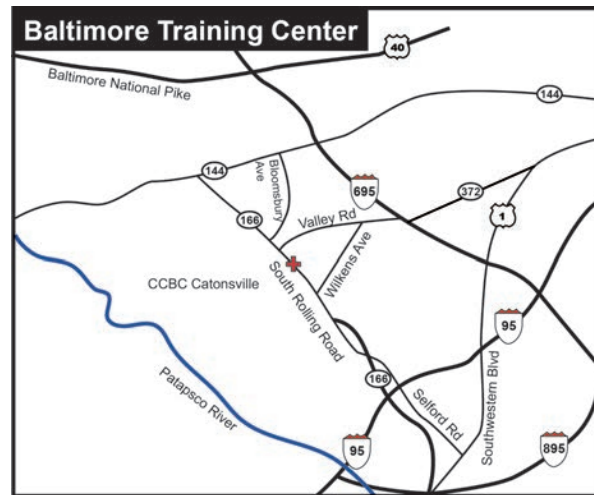 Baltimore Training Center
40
Baltimore National Pike
144
144
Bloomsbury
Ave
695
372
166
Valley Rd
1
Wilkens Ave
CCBC Catonsville
South Rolling Road
95
166
Selford Rd
Southwestern Blvd
Patapsco River
95
895